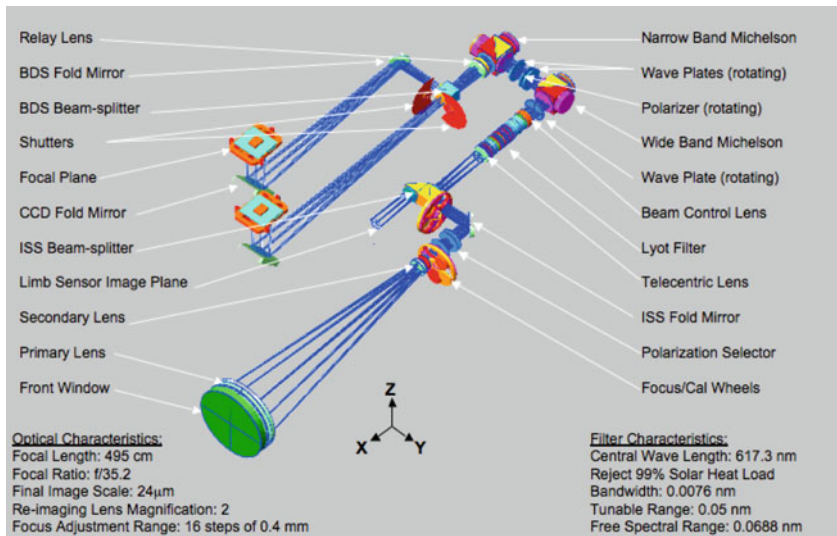 Relay Lens
BDS Fold Mirror
BDS Beam-splitter
Shutters
Focal Plane
CCD Fold Mirror
ISS Beam-splitter
Limb Sensor Image Plane
Secondary Lens
Primary Lens
Front Window
Narrow Band Michelson
Wave Plates (rotating)
Polarizer (rotating)
Wide Band Michelson
Wave Plate (rotating)
Beam Control Lens
Lyot Filter
Telecentric Lens
ISS Fold Mirror
Polarization Selector
Focus/Cal Wheels
Z
X
Y
Optical Characteristics:
Focal Length: 495 cm
Focal Ratio: f/35.2
Final Image Scale: 24μm
Re-imaging Lens Magnification: 2
Focus Adjustment Range: 16 steps of 0.4 mm
Filter Characteristics:
Central Wave Length: 617.3 nm
Reject 99% Solar Heat Load
Bandwidth: 0.0076 nm
Tunable Range: 0.05 nm
Free Spectral Range: 0.0688 nm